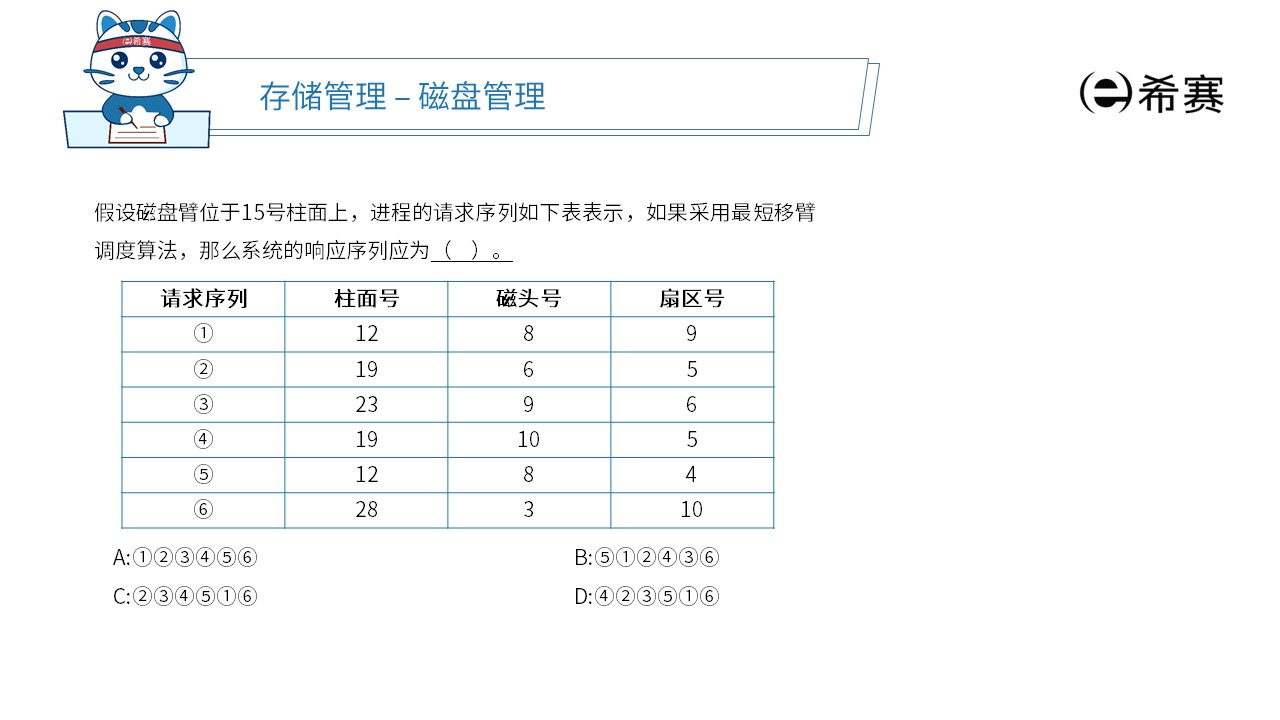 希赛
存储管理 – 磁盘管理
希赛
假设磁盘臂位于15号柱面上，进程的请求序列如下表表示，如果采用最短移臂
调度算法，那么系统的响应序列应为（ ）。
请求序列 柱面号 磁头号 扇区号
① 12 8 9
② 19 6 5
③ 23 9 6
④ 19 10 5
⑤ 12 8 4
⑥ 28 3 10
A:①②③④⑤⑥ B:⑤①②④③⑥
C:②③④⑤①⑥ D:④②③⑤①⑥